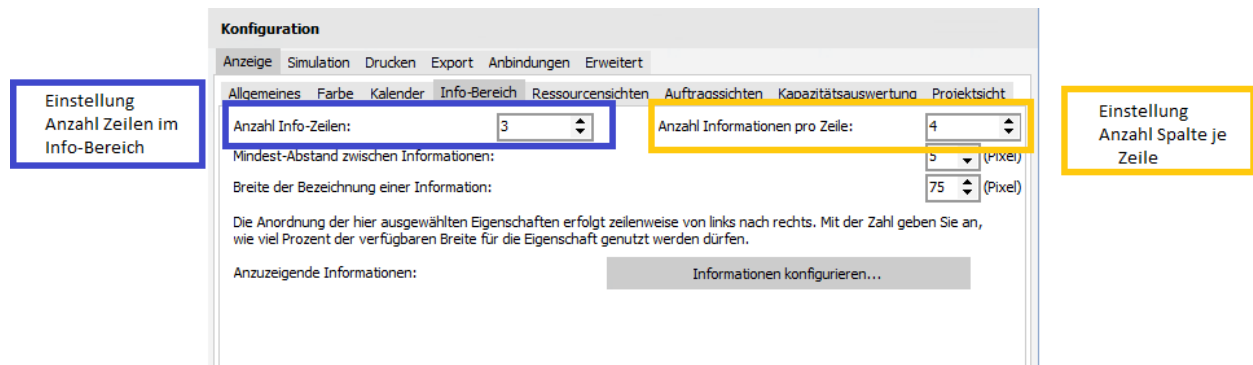 Konfiguration
Anzeige Simulation Drucken Export Anbindungen Erweitert
Allgemeines Farbe Kalender Info-Bereich Ressourcensichten Auftragssichten Kapazitätsauswertung Projektsicht
Einstellung
Anzahl Zeilen im
Info-Bereich
Anzahl Info-Zeilen: 3 Anzahl Informationen pro Zeile: 4
Einstellung
Anzahl Spalte je
Zeile
Mindest-Abstand zwischen Informationen: 5 (Pixel)
Breite der Bezeichnung einer Information: 75 (Pixel)
Die Anordnung der hier ausgewählten Eigenschaften erfolgt zeilenweise von links nach rechts. Mit der Zahl geben Sie an,
wie viel Prozent der verfügbaren Breite für die Eigenschaft genutzt werden dürfen.
Anzuzeigende Informationen: Informationen konfigurieren...